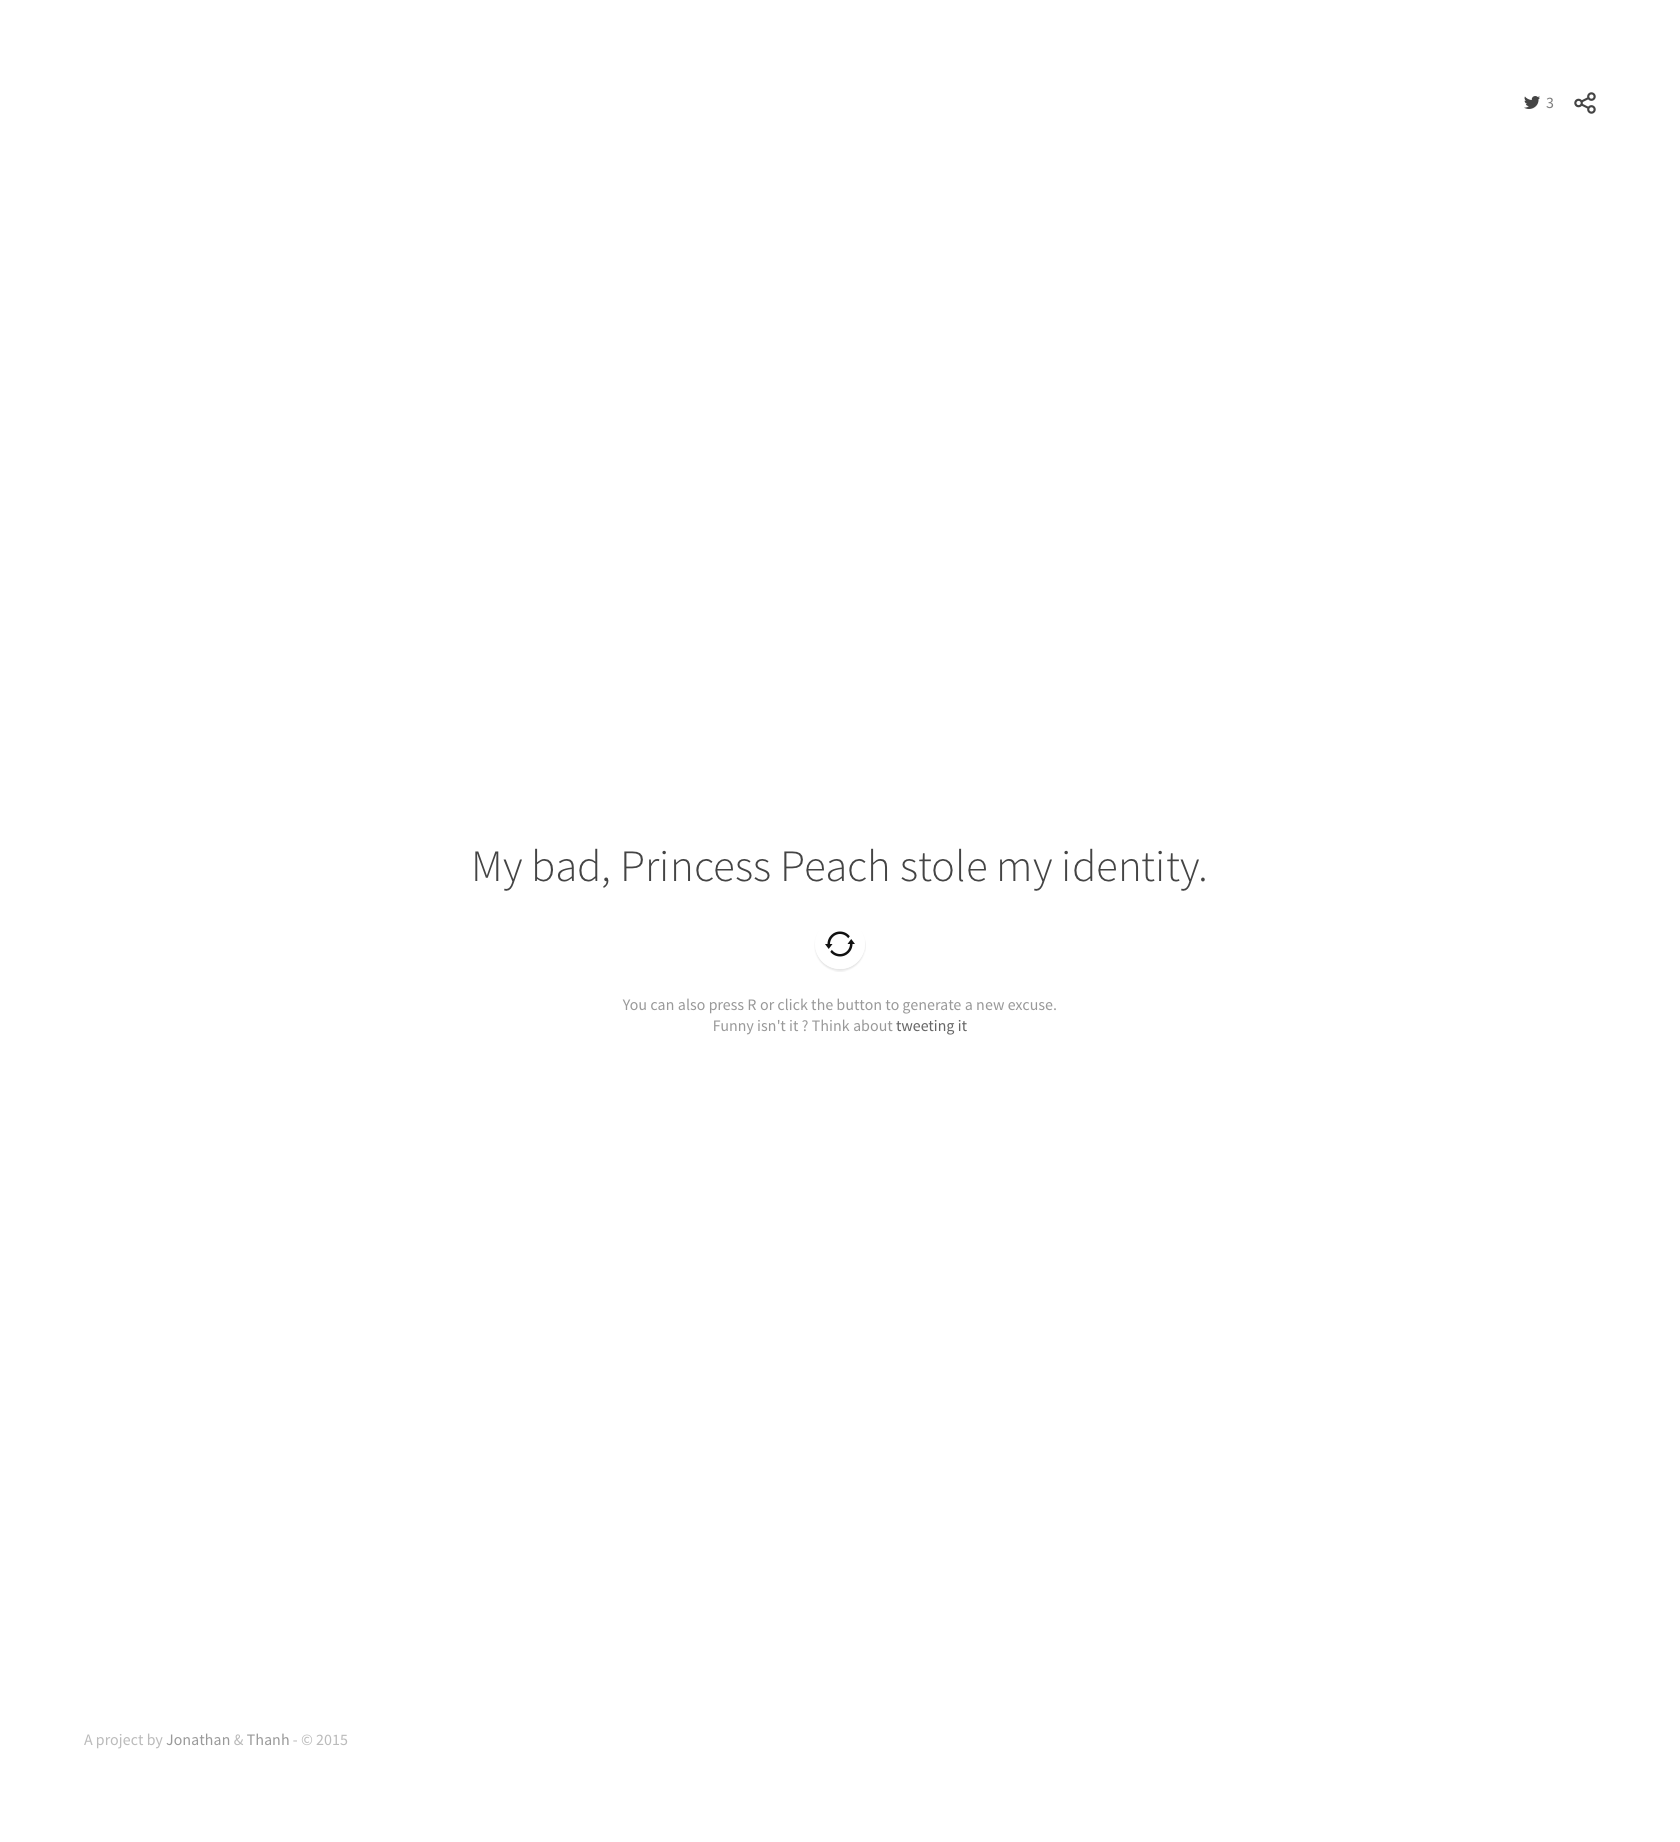 3
My bad, Princess Peach stole my identity.
You can also press R or click the button to generate a new excuse.
Funny isn't it ? Think about tweeting it
A project by Jonathan & Thanh - © 2015